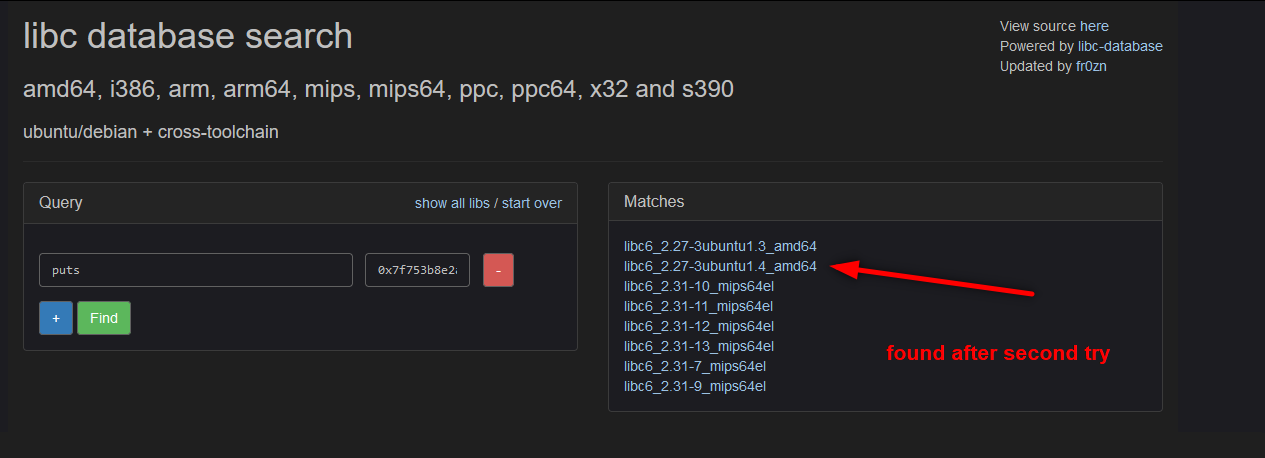 libc database search
View source here
Powered by libc-database
Updated by fr0zn
amd64, i386, arm, arm64, mips, mips64, ppc, ppc64, x32 and s390
ubuntu/debian + cross-toolchain
Query
show all libs / start over
puts
0x7f753b8e2a
-
+
Find
Matches
libc6_2.27-3ubuntu1.3_amd64
libc6_2.27-3ubuntu1.4_amd64
libc6_2.31-10_mips64el
libc6_2.31-11_mips64el
libc6_2.31-12_mips64el
libc6_2.31-13_mips64el
libc6_2.31-7_mips64el
libc6_2.31-9_mips64el
found after second try